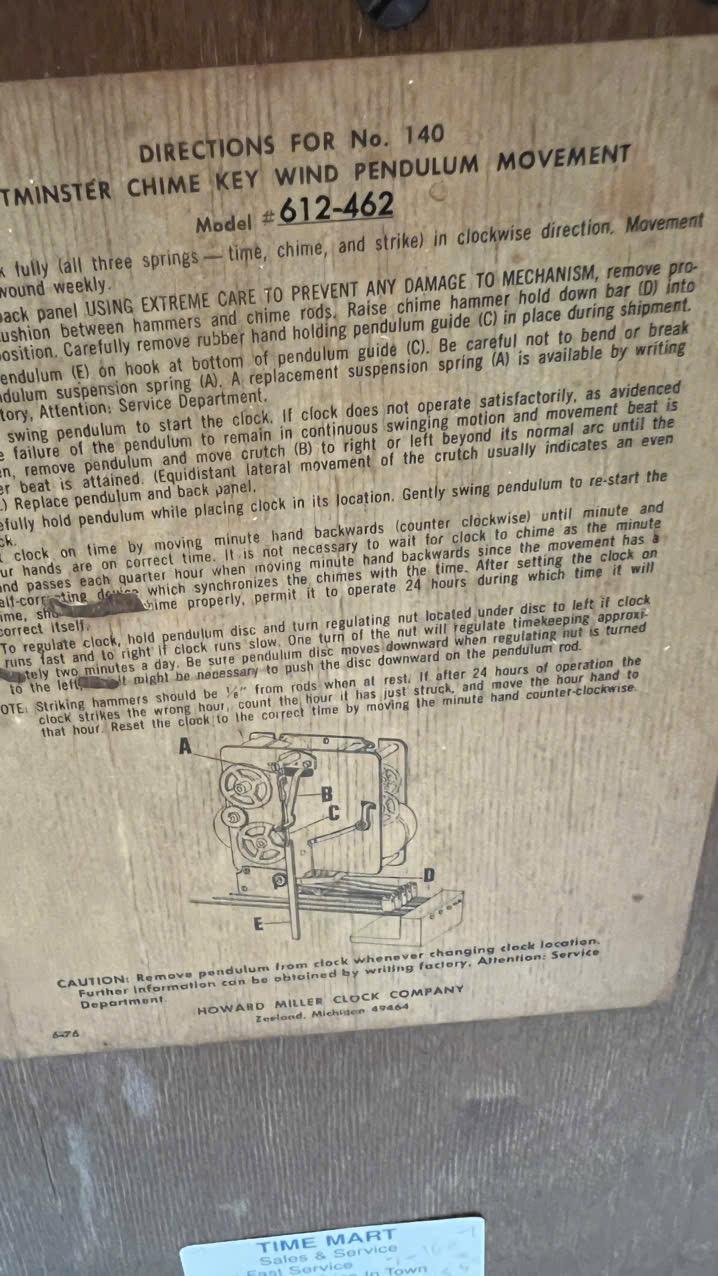 DIRECTIONS FOR No. 140
TMINSTER CHIME KEY WIND PENDULUM MOVEMENT
Model # 612-462
k fully (all three springs — time, chime, and strike) in clockwise direction. Movement
wound weekly.
back panel USING EXTREME CARE TO PREVENT ANY DAMAGE TO MECHANISM, remove pro-
ushion between hammers and chime rods. Raise chime hammer hold down bar (D) into
osition. Carefully remove rubber hand holding pendulum guide (C) in place during shipment.
endulum (E) on hook at bottom of pendulum guide (C). Be careful not to bend or break
dulum suspension spring (A). A replacement suspension spring (A) is available by writing
tory, Attention: Service Department.
swing pendulum to start the clock. If clock does not operate satisfactorily, as avidenced
e failure of the pendulum to remain in continuous swinging motion and movement beat is
n, remove pendulum and move crutch (B) to right or left beyond its normal arc until the
er beat is attained. (Equidistant lateral movement of the crutch usually indicates an even
.) Replace pendulum and back panel.
efully hold pendulum while placing clock in its location. Gently swing pendulum to re-start the
ck.
t clock on time by moving minute hand backwards (counter clockwise) until minute and
ur hands are on correct time. It is not necessary to wait for clock to chime as the minute
nd passes each quarter hour when moving minute hand backwards since the movement has a
elf-correcting device which synchronizes the chimes with the time. After setting the clock on
ime, sho chime properly, permit it to operate 24 hours during which time it will
correct itself.
To regulate clock, hold pendulum disc and turn regulating nut located under disc to left if clock
runs fast and to right if clock runs slow. One turn of the nut will regulate timekeeping approxi-
tely two minutes a day. Be sure pendulum disc moves downward when regulating nut is turned
to the left, it might be necessary to push the disc downward on the pendulum rod.
OTE: Striking hammers should be 1/8" from rods when at rest. If after 24 hours of operation the
clock strikes the wrong hour, count the hour it has just struck, and move the hour hand to
that hour. Reset the clock to the correct time by moving the minute hand counter-clockwise.
A
B
C
D
E
CAUTION: Remove pendulum from clock whenever changing clock location.
Further information can be obtained by writing factory, Attention: Service
Department.
HOWARD MILLER CLOCK COMPANY
Zeeland, Michigan 49464
6-76
TIME MART
Sales & Service
Fast Service
in Town